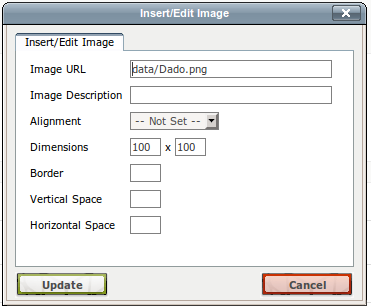 Insert/Edit Image
Insert/Edit Image
Image URL data/Dado.png
Image Description
Alignment -- Not Set --
Dimensions 100 x 100
Border
Vertical Space
Horizontal Space
Update Cancel